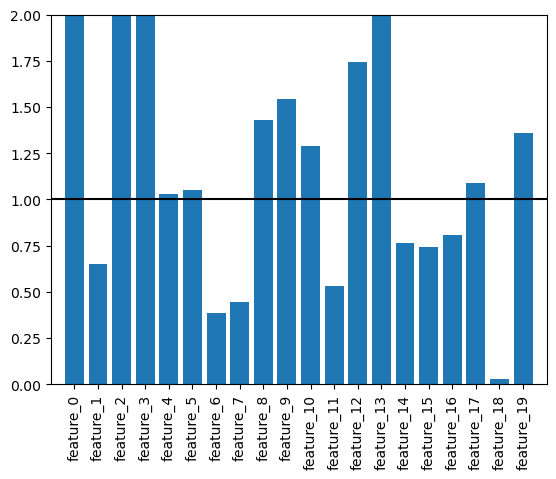 2.00
1.75
1.50
1.25
1.00
0.75
0.50
0.25
0.00
feature_0
feature_1
feature_2
feature_3
feature_4
feature_5
feature_6
feature_7
feature_8
feature_9
feature_10
feature_11
feature_12
feature_13
feature_14
feature_15
feature_16
feature_17
feature_18
feature_19